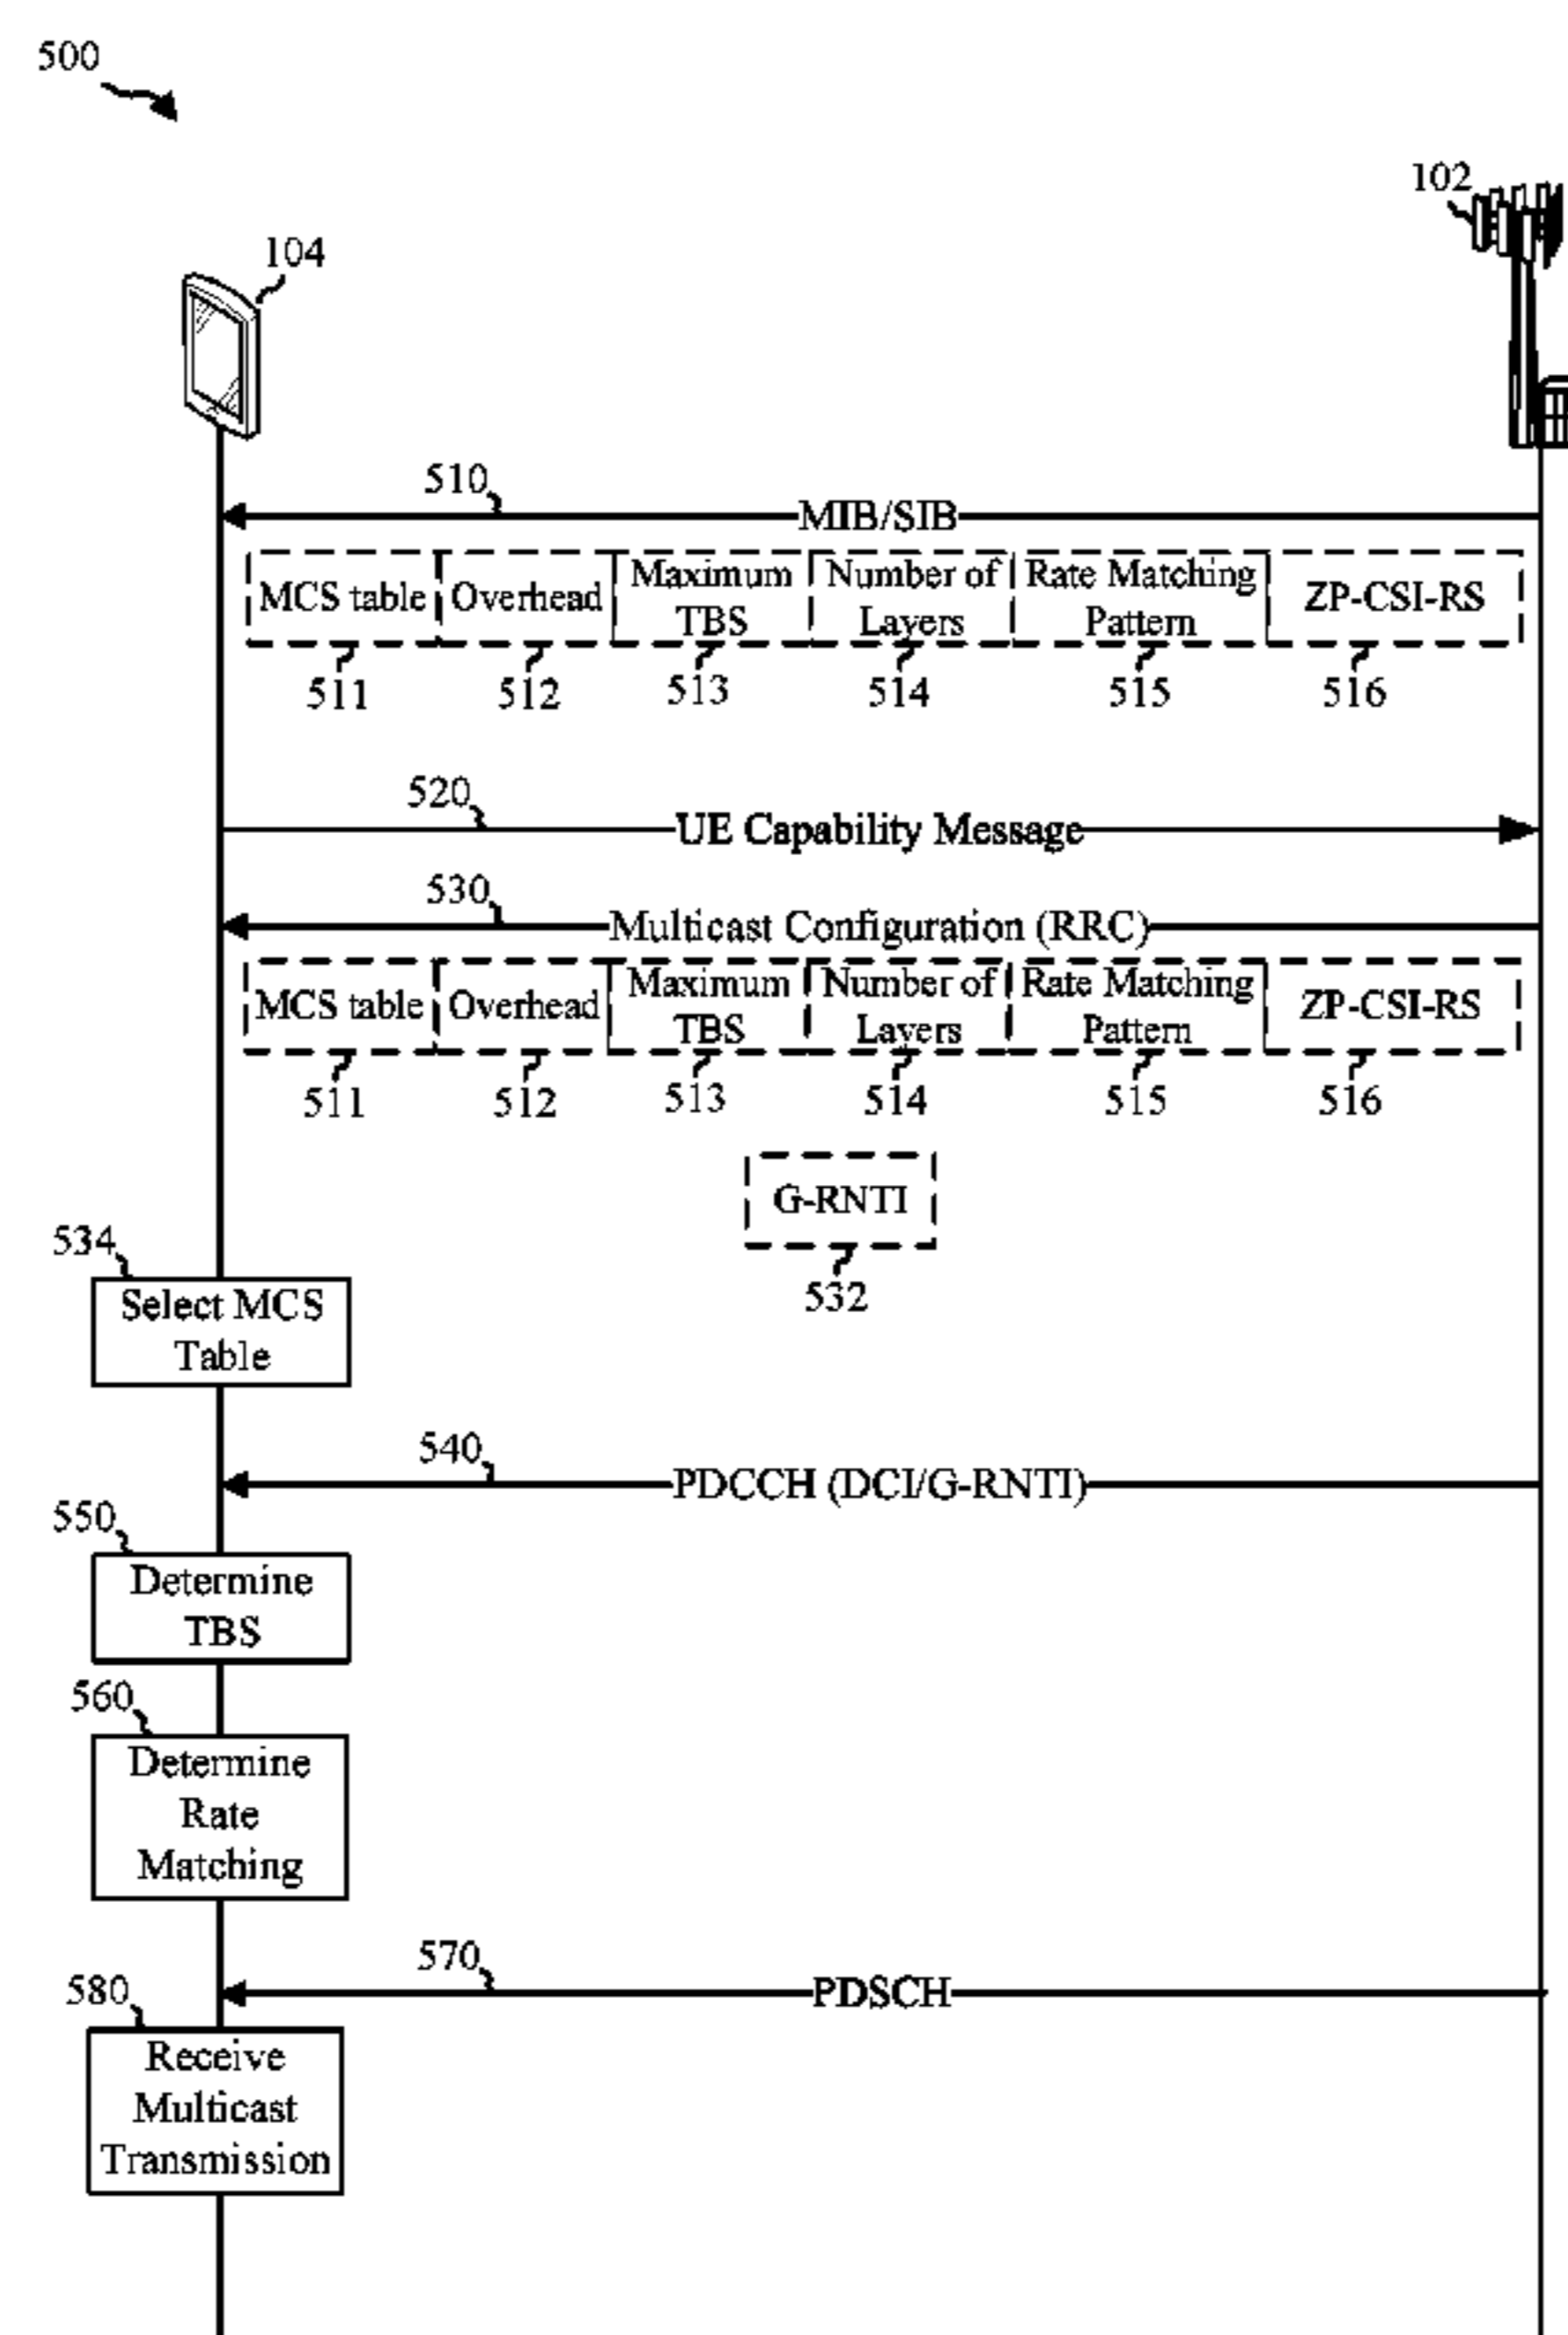 500
102
104
510
MIB/SIB
MCS table
Overhead
Maximum
TBS
Number of
Layers
Rate Matching
Pattern
ZP-CSI-RS
511
512
513
514
515
516
520
UE Capability Message
530
Multicast Configuration (RRC)
MCS table
Overhead
Maximum
TBS
Number of
Layers
Rate Matching
Pattern
ZP-CSI-RS
511
512
513
514
515
516
G-RNTI
532
534
Select MCS
Table
540
PDCCH (DCI/G-RNTI)
550
Determine
TBS
560
Determine
Rate
Matching
570
PDSCH
580
Receive
Multicast
Transmission